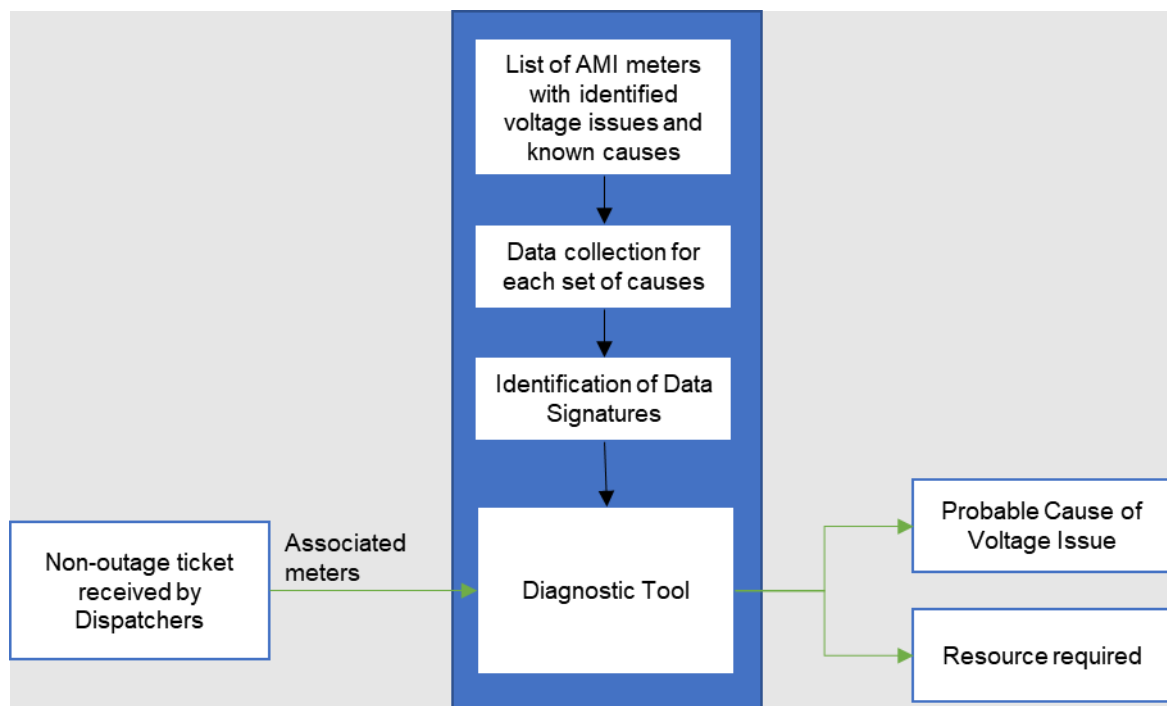 List of AMI meters
with identified
voltage issues and
known causes
Data collection for
each set of causes
Identification of Data
Signatures
Non-outage ticket
received by
Dispatchers
Associated
meters
Diagnostic Tool
Probable Cause of
Voltage Issue
Resource required